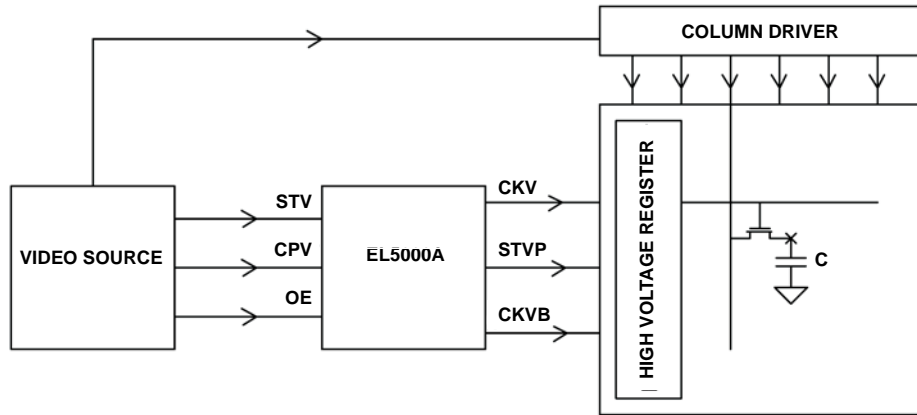 COLUMN DRIVER
VIDEO SOURCE
STV
CPV
OE
EL5000A
CKV
STVP
CKVB
HIGH VOLTAGE REGISTER
C